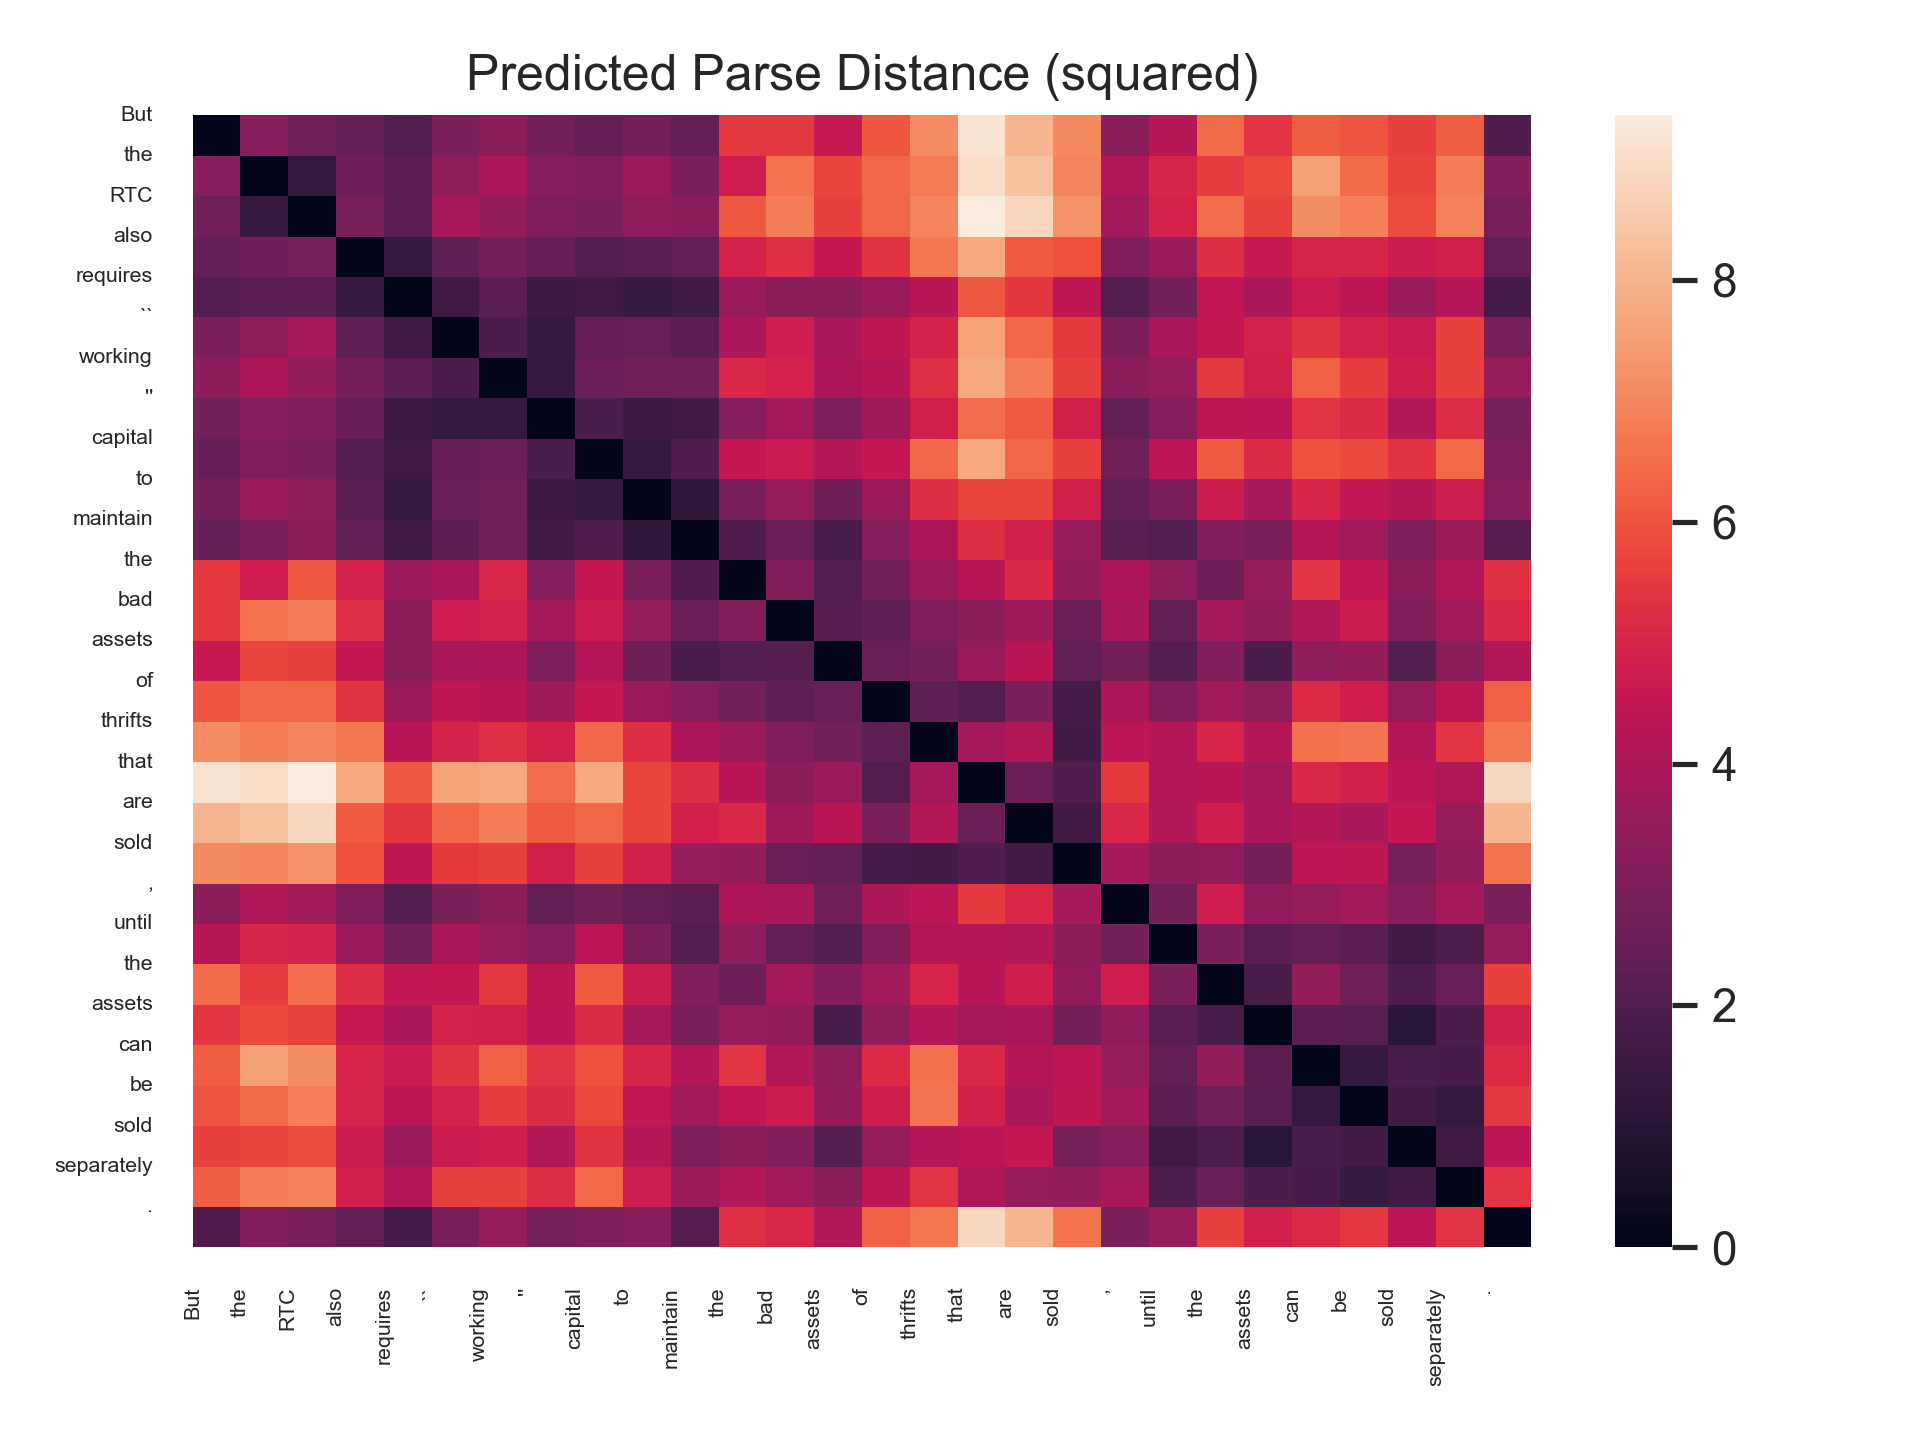 Predicted Parse Distance (squared)
But
the
RTC
also
requires
``
working
''
capital
to
maintain
the
bad
assets
of
thrifts
that
are
sold
,
until
the
assets
can
be
sold
separately
.
8
6
4
2
0
But
the
RTC
also
requires
``
working
''
capital
to
maintain
the
bad
assets
of
thrifts
that
are
sold
,
until
the
assets
can
be
sold
separately
.